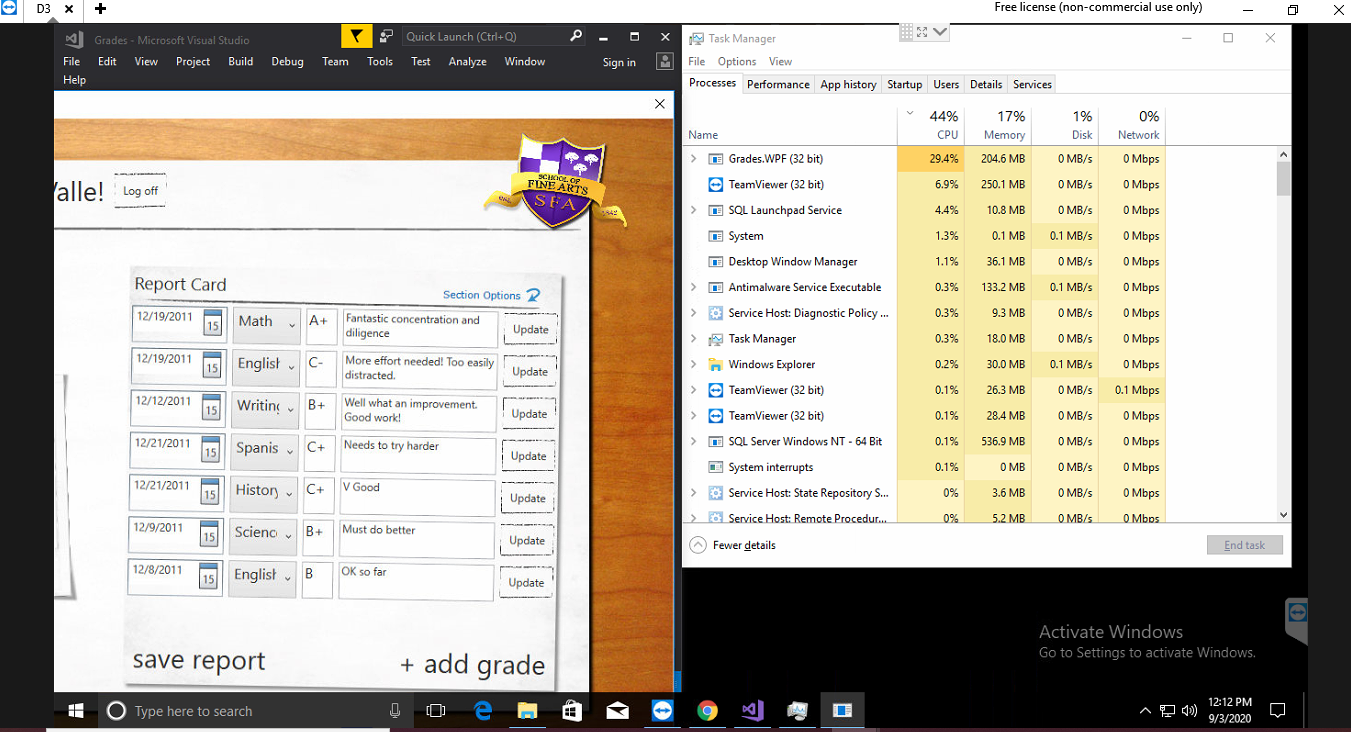 D3
Free license (non-commercial use only)
Grades - Microsoft Visual Studio
Quick Launch (Ctrl+Q)
File Edit View Project Build Debug Team Tools Test Analyze Window Sign in
Help
Valle!
Log off
SCHOOL OF
FINE ARTS
SFA
1842
Report Card
Section Options
12/19/2011 15 Math A+ Fantastic concentration and diligence Update
12/19/2011 15 English C- More effort needed! Too easily distracted. Update
12/12/2011 15 Writing B+ Well what an improvement. Good work! Update
12/21/2011 15 Spanis C+ Needs to try harder Update
12/21/2011 15 History C+ V Good Update
12/9/2011 15 Scienc B+ Must do better Update
12/8/2011 15 English B OK so far Update
save report
+ add grade
Task Manager
File Options View
Processes Performance App history Startup Users Details Services
44% 17% 1% 0%
Name CPU Memory Disk Network
Grades.WPF (32 bit) 29.4% 204.6 MB 0 MB/s 0 Mbps
TeamViewer (32 bit) 6.9% 250.1 MB 0 MB/s 0 Mbps
SQL Launchpad Service 4.4% 10.8 MB 0 MB/s 0 Mbps
System 1.3% 0.1 MB 0.1 MB/s 0 Mbps
Desktop Window Manager 1.1% 36.1 MB 0 MB/s 0 Mbps
Antimalware Service Executable 0.3% 133.2 MB 0.1 MB/s 0 Mbps
Service Host: Diagnostic Policy ... 0.3% 9.3 MB 0 MB/s 0 Mbps
Task Manager 0.3% 18.0 MB 0 MB/s 0 Mbps
Windows Explorer 0.2% 30.0 MB 0.1 MB/s 0 Mbps
TeamViewer (32 bit) 0.1% 26.3 MB 0 MB/s 0.1 Mbps
TeamViewer (32 bit) 0.1% 28.4 MB 0 MB/s 0 Mbps
SQL Server Windows NT - 64 Bit 0.1% 536.9 MB 0 MB/s 0 Mbps
System interrupts 0.1% 0 MB 0 MB/s 0 Mbps
Service Host: State Repository S... 0% 3.6 MB 0 MB/s 0 Mbps
Service Host: Remote Procedur... 0% 5.2 MB 0 MB/s 0 Mbps
Fewer details
End task
Activate Windows
Go to Settings to activate Windows.
Type here to search
12:12 PM
9/3/2020